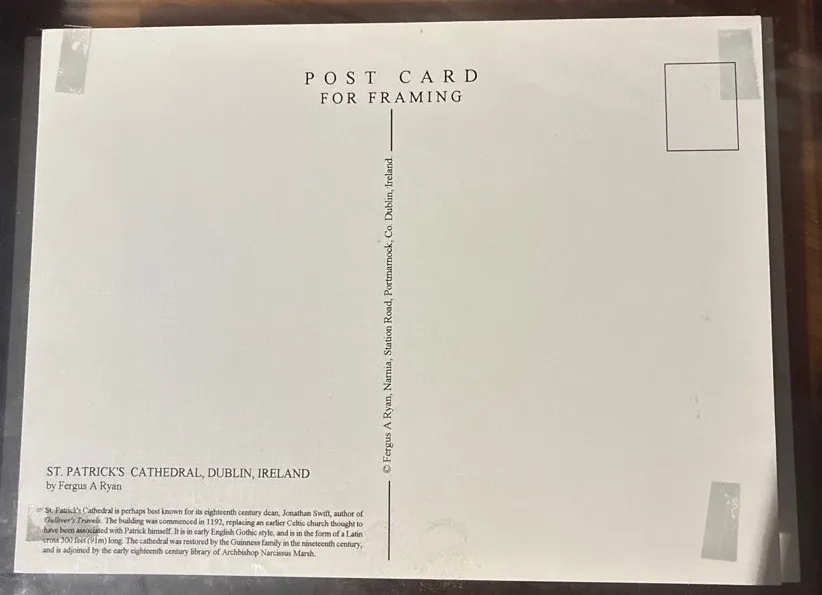 POST CARD
FOR FRAMING
© Fergus A Ryan, Narnia, Station Road, Portmarnock, Co. Dublin, Ireland.
ST. PATRICK'S CATHEDRAL, DUBLIN, IRELAND
by Fergus A Ryan
St. Patrick's Cathedral is perhaps best known for its eighteenth century dean, Jonathan Swift, author of
Gulliver's Travels. The building was commenced in 1192, replacing an earlier Celtic church thought to
have been associated with Patrick himself. It is in early English Gothic style, and is in the form of a Latin
cross 300 feet (91m) long. The cathedral was restored by the Guinness family in the nineteenth century,
and is adjoined by the early eighteenth century library of Archbishop Narcissus Marsh.